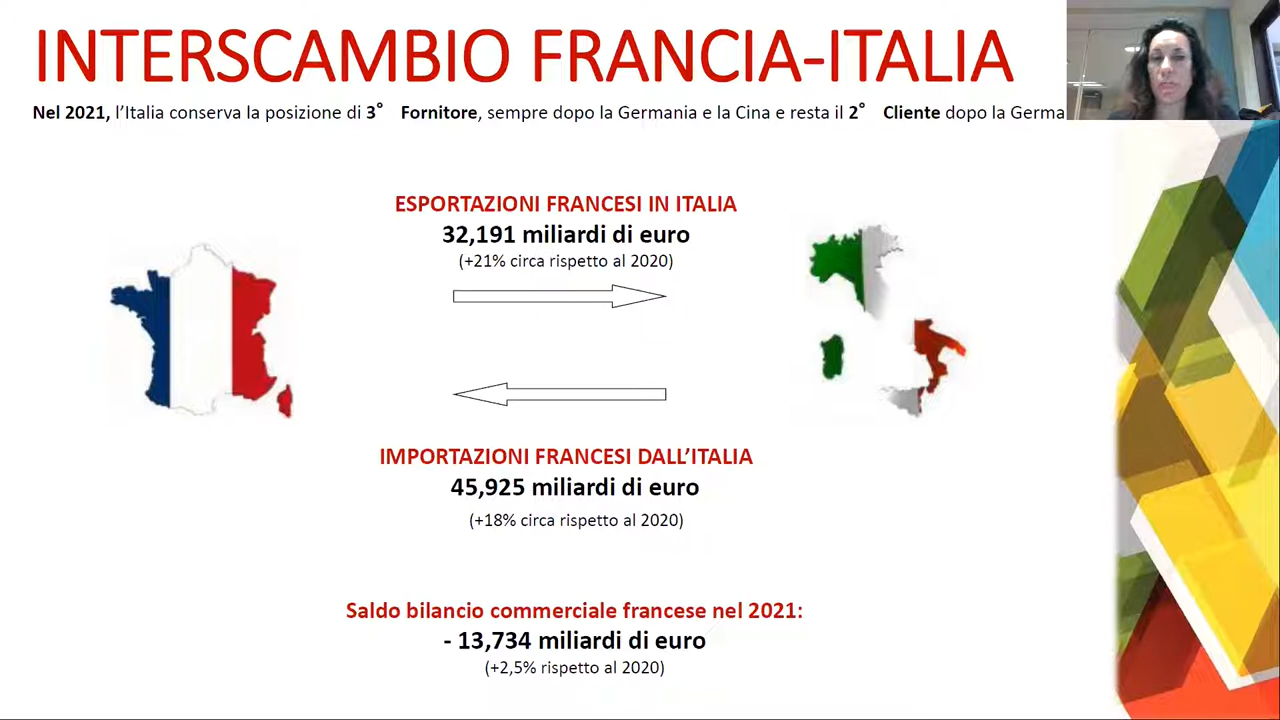 INTERSCAMBIO FRANCIA-ITALIA
Nel 2021, l'Italia conserva la posizione di 3° Fornitore, sempre dopo la Germania e la Cina e resta il 2° Cliente dopo la Germa
ESPORTAZIONI FRANCESI IN ITALIA
32,191 miliardi di euro
(+21% circa rispetto al 2020)
IMPORTAZIONI FRANCESI DALL'ITALIA
45,925 miliardi di euro
(+18% circa rispetto al 2020)
Saldo bilancio commerciale francese nel 2021:
- 13,734 miliardi di euro
(+2,5% rispetto al 2020)